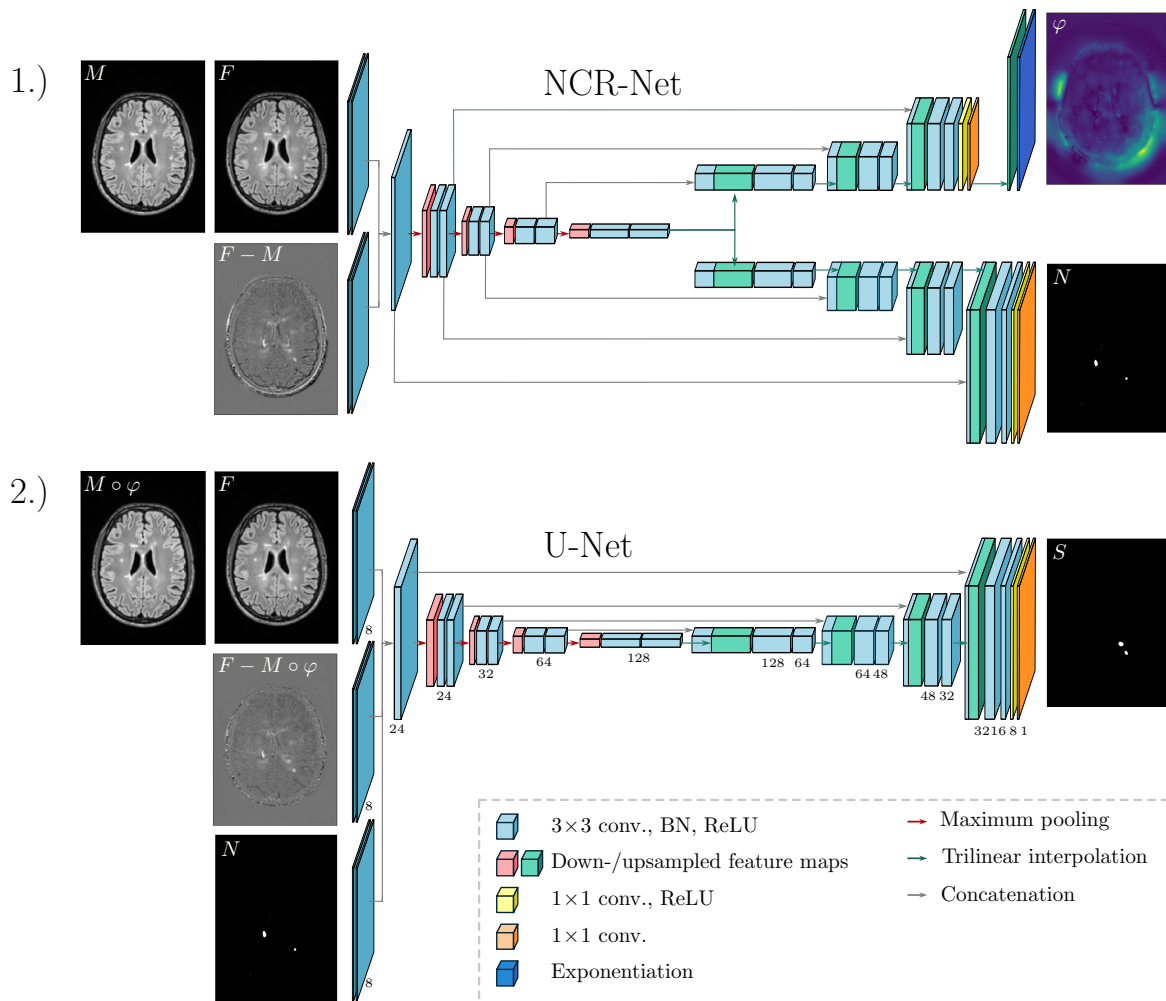 1.)
M
F
NCR-Net
φ
F − M
N
2.)
M ∘ φ
F
U-Net
S
8
F − M ∘ φ
24
24
32
64
128
128 64
64 48
48 32
32 16 8 1
8
N
8
3×3 conv., BN, ReLU
Down-/upsampled feature maps
1×1 conv., ReLU
1×1 conv.
Exponentiation
Maximum pooling
Trilinear interpolation
Concatenation